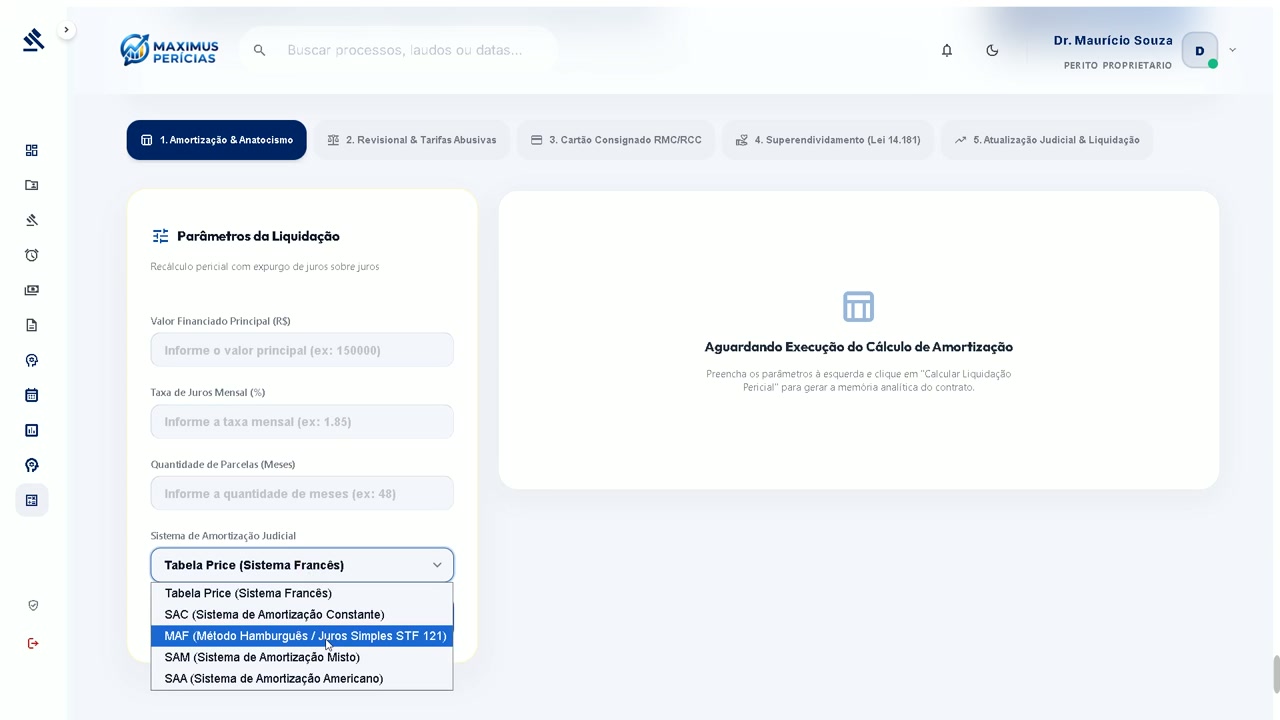 MAXIMUS
PERÍCIAS
Buscar processos, laudos ou datas...
Dr. Maurício Souza
PERITO PROPRIETARIO
D
1. Amortização & Anatocismo
2. Revisional & Tarifas Abusivas
3. Cartão Consignado RMC/RCC
4. Superendividamento (Lei 14.181)
5. Atualização Judicial & Liquidação
Parâmetros da Liquidação
Recálculo pericial com expurgo de juros sobre juros
Valor Financiado Principal (R$)
Informe o valor principal (ex: 150000)
Taxa de Juros Mensal (%)
Informe a taxa mensal (ex: 1.85)
Quantidade de Parcelas (Meses)
Informe a quantidade de meses (ex: 48)
Sistema de Amortização Judicial
Tabela Price (Sistema Francês)
Tabela Price (Sistema Francês)
SAC (Sistema de Amortização Constante)
MAF (Método Hamburguês / Juros Simples STF 121)
SAM (Sistema de Amortização Misto)
SAA (Sistema de Amortização Americano)
Aguardando Execução do Cálculo de Amortização
Preencha os parâmetros à esquerda e clique em "Calcular Liquidação
Pericial" para gerar a memória analítica do contrato.